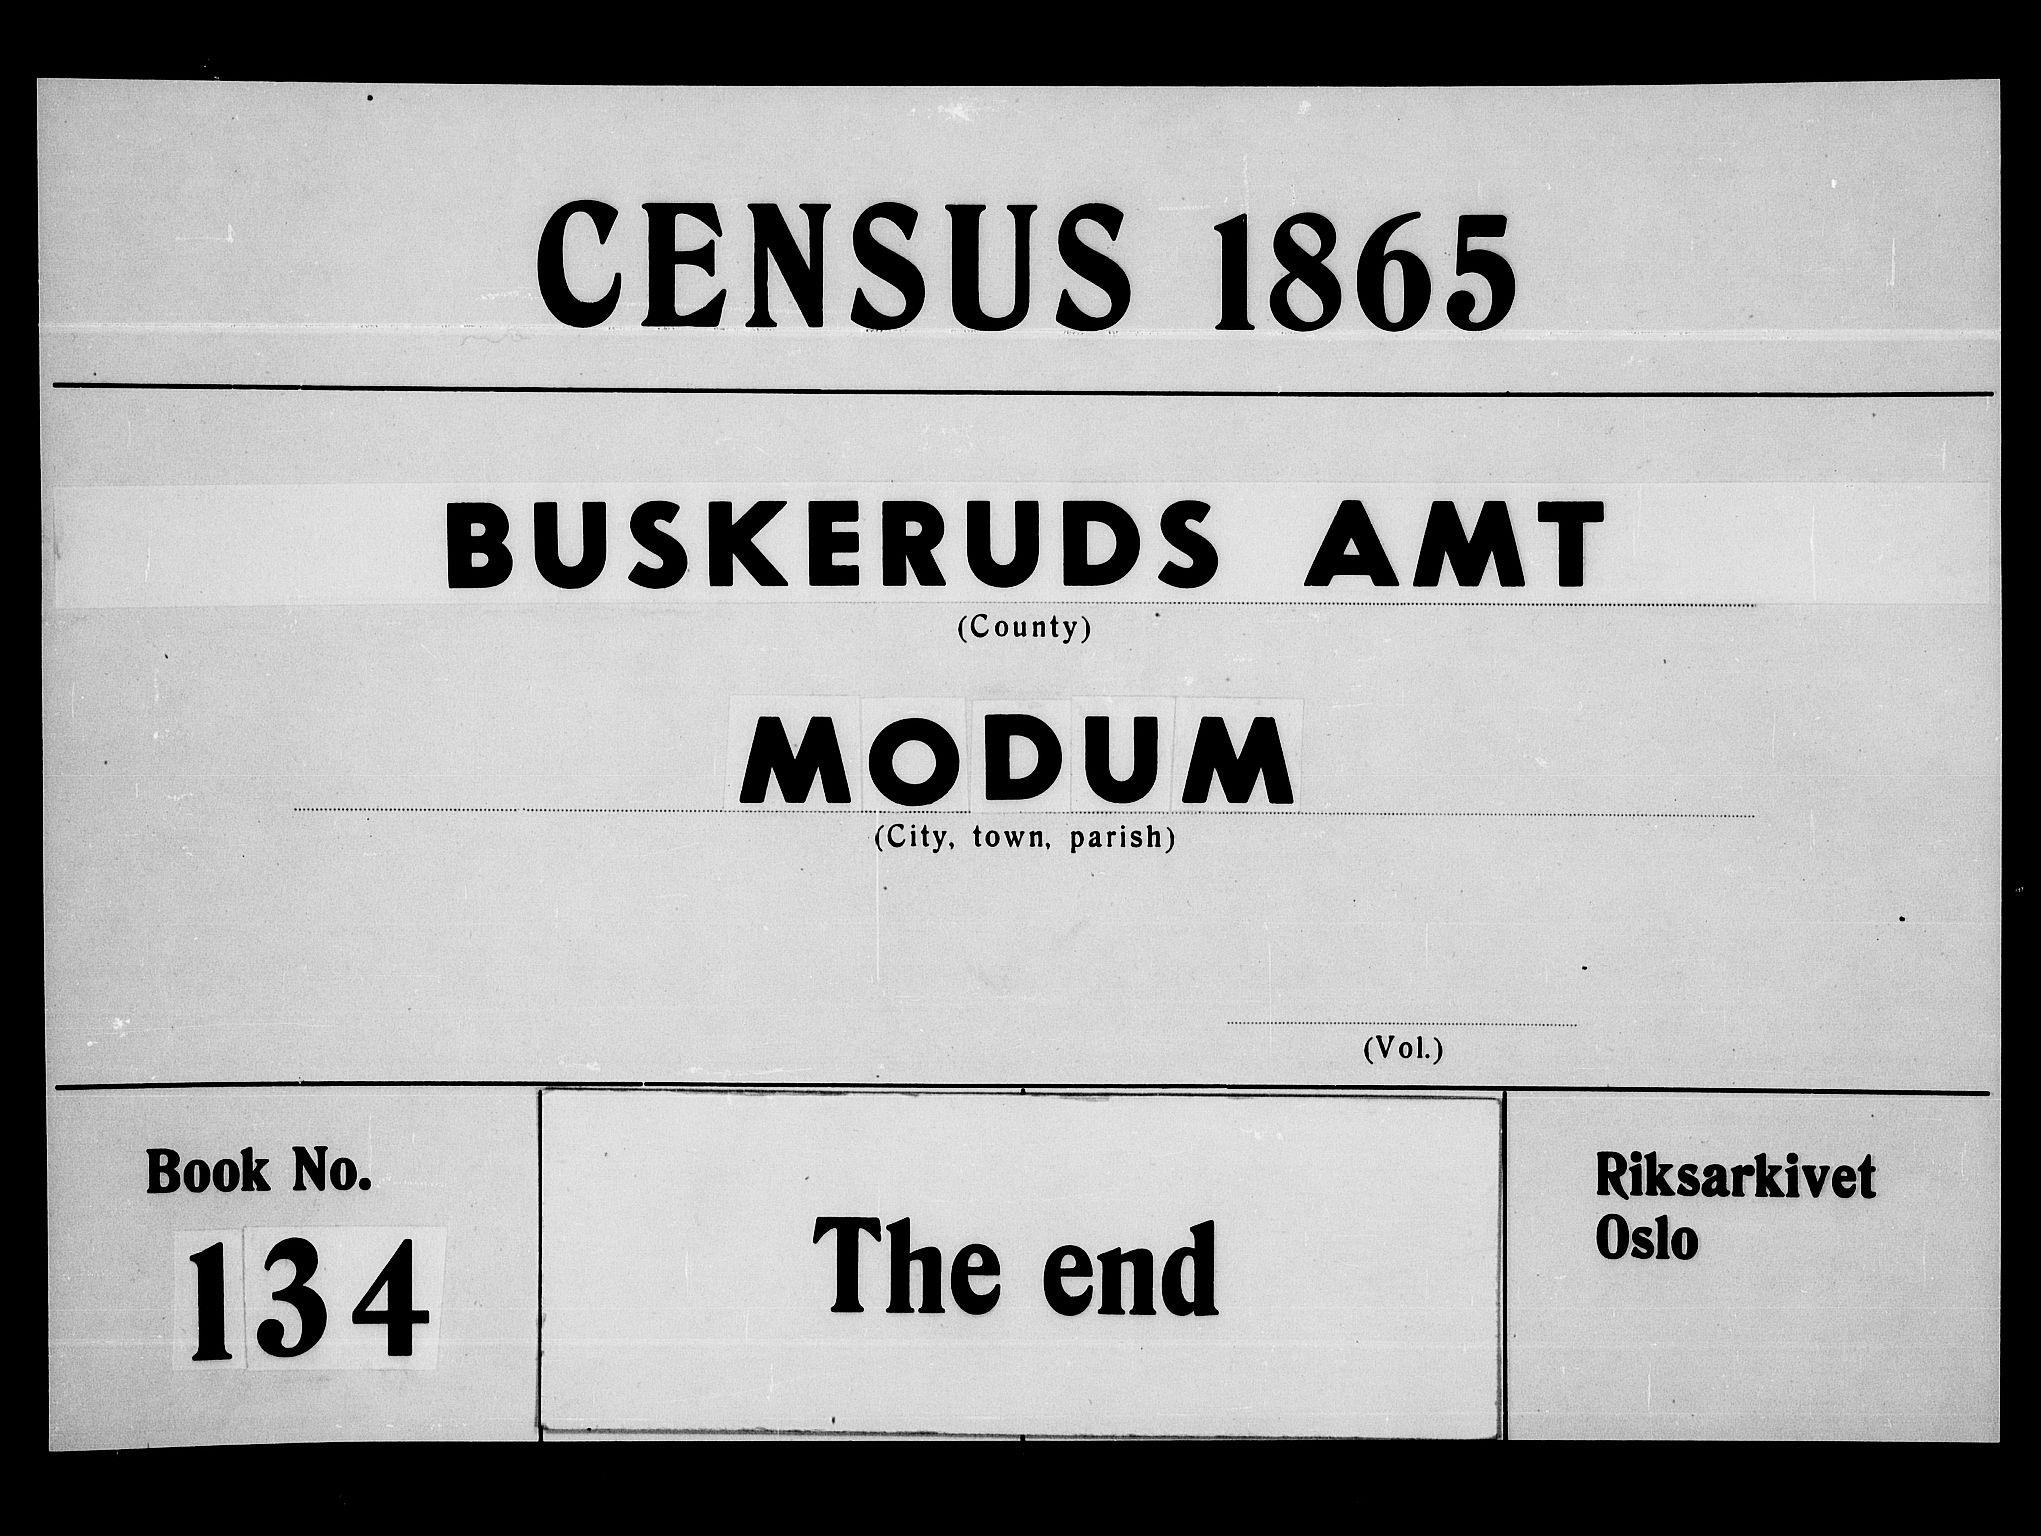 CENSUS 1865
BUSKERUDS AMT
(County)
MODUM
(City, town, parish)
(Vol.)
Book No.
134
The end
Riksarkivet
Oslo